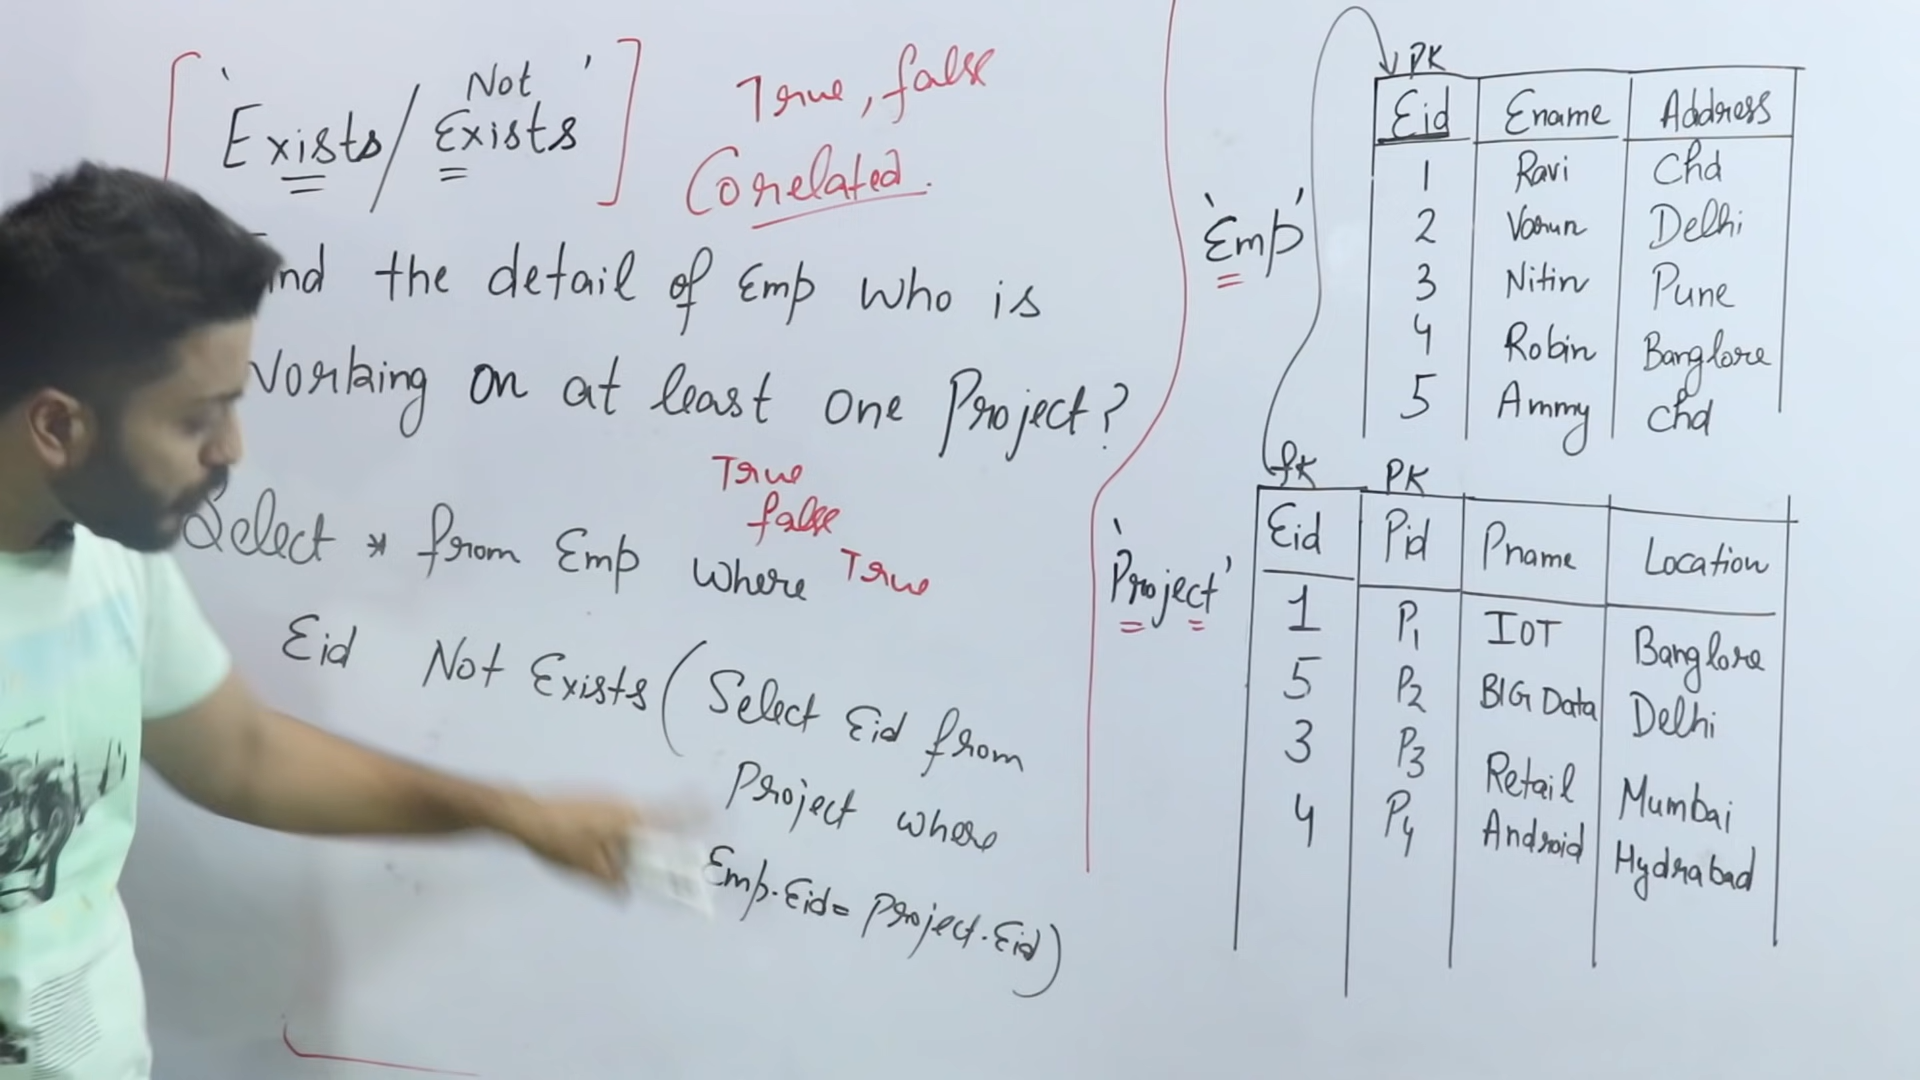 'Exists/ Not Exists'
True, false
Corelated.
nd the detail of Emp who is
Working on at least one Project?
True
false
True
Select * from Emp where
Eid Not Exists (Select Eid from
Project where
Emp.Eid = Project.Eid)
'Emp'
PK
Eid Ename Address
1 Ravi Chd
2 Varun Delhi
3 Nitin Pune
4 Robin Banglore
5 Ammy Chd
'Project'
fk PK
Eid Pid Pname Location
1 P1 IOT Banglore
5 P2 BIG Data Delhi
3 P3 Retail Mumbai
4 P4 Android Hydrabad